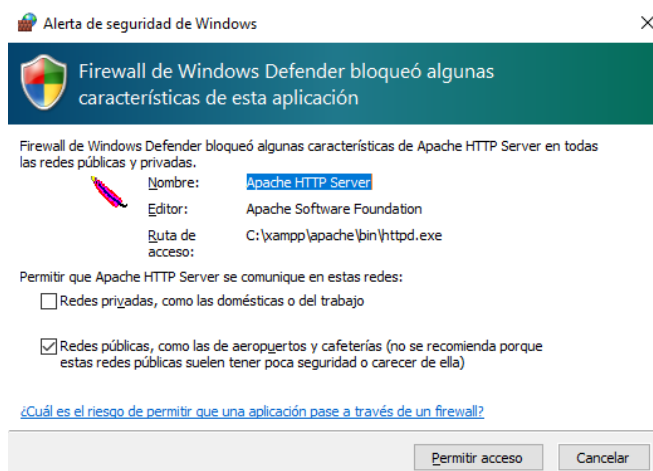 Alerta de seguridad de Windows
Firewall de Windows Defender bloqueó algunas
características de esta aplicación
Firewall de Windows Defender bloqueó algunas características de Apache HTTP Server en todas
las redes públicas y privadas.
Nombre: Apache HTTP Server
Editor: Apache Software Foundation
Ruta de C:\xampp\apache\bin\httpd.exe
acceso:
Permitir que Apache HTTP Server se comunique en estas redes:
Redes privadas, como las domésticas o del trabajo
Redes públicas, como las de aeropuertos y cafeterías (no se recomienda porque
estas redes públicas suelen tener poca seguridad o carecer de ella)
¿Cuál es el riesgo de permitir que una aplicación pase a través de un firewall?
Permitir acceso Cancelar